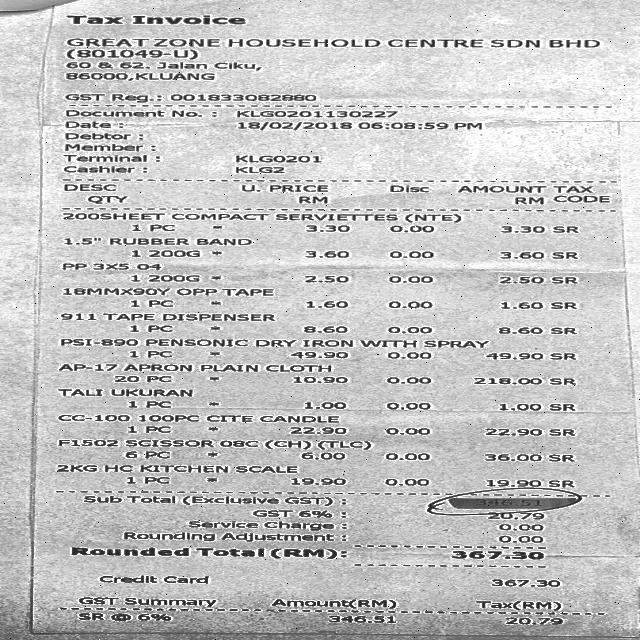 Tax Invoice
GREAT ZONE HOUSEHOLD CENTRE SDN BHD
(801049-U)
60 & 62. Jalan Ciku,
86000,KLUANG
GST Reg.: 001833082880
Document No. : KLG0201130227
Date : 18/02/2018 06:08:59 PM
Debtor :
Member :
Terminal : KLG0201
Cashier : KLG2
DESC U. PRICE Disc AMOUNT TAX
QTY RM RM CODE
200SHEET COMPACT SERVIETTES (NTE)
1 PC * 3.30 0.00 3.30 SR
1.5" RUBBER BAND
1 200G * 3.60 0.00 3.60 SR
PP 3X5 04
1 200G * 2.50 0.00 2.50 SR
18MMX90Y OPP TAPE
1 PC * 1.60 0.00 1.60 SR
911 TAPE DISPENSER
1 PC * 8.60 0.00 8.60 SR
PSI-890 PENSONIC DRY IRON WITH SPRAY
1 PC * 49.90 0.00 49.90 SR
AP-17 APRON PLAIN CLOTH
20 PC * 10.90 0.00 218.00 SR
TALI UKURAN
1 PC * 1.00 0.00 1.00 SR
CC-100 100PC CITE CANDLE
1 PC * 22.90 0.00 22.90 SR
F1502 SCISSOR 08C (CH) (TLC)
6 PC * 6.00 0.00 36.00 SR
2KG HC KITCHEN SCALE
1 PC * 19.90 0.00 19.90 SR
Sub Total (Exclusive GST) : 346.51
GST 6% : 20.79
Service Charge : 0.00
Rounding Adjustment : 0.00
Rounded Total (RM): 367.30
Credit Card 367.30
GST Summary Amount(RM) Tax(RM)
SR @ 6% 346.51 20.79